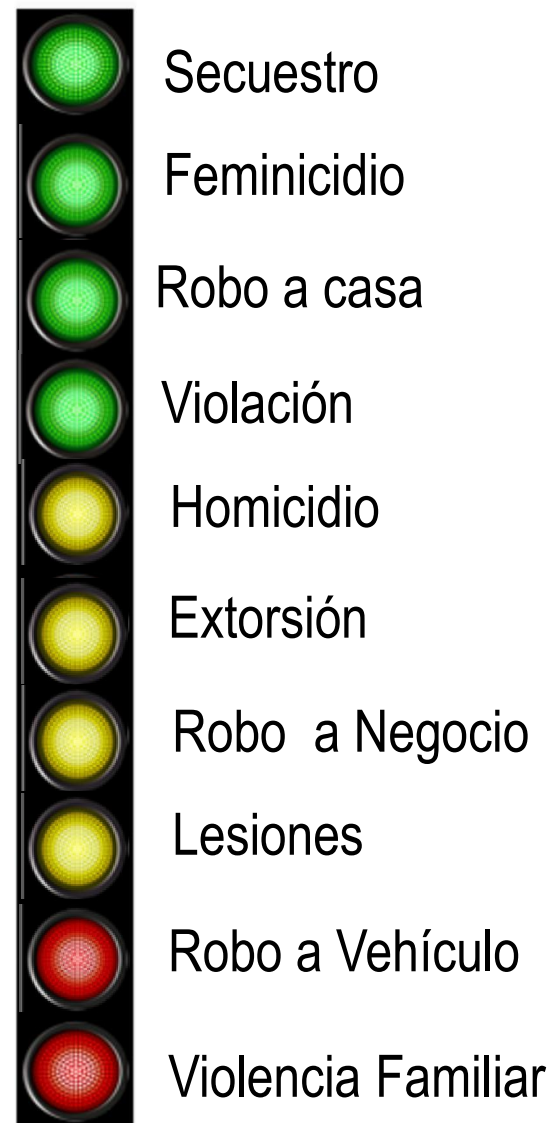 Secuestro
Feminicidio
Robo a casa
Violación
Homicidio
Extorsión
Robo a Negocio
Lesiones
Robo a Vehículo
Violencia Familiar